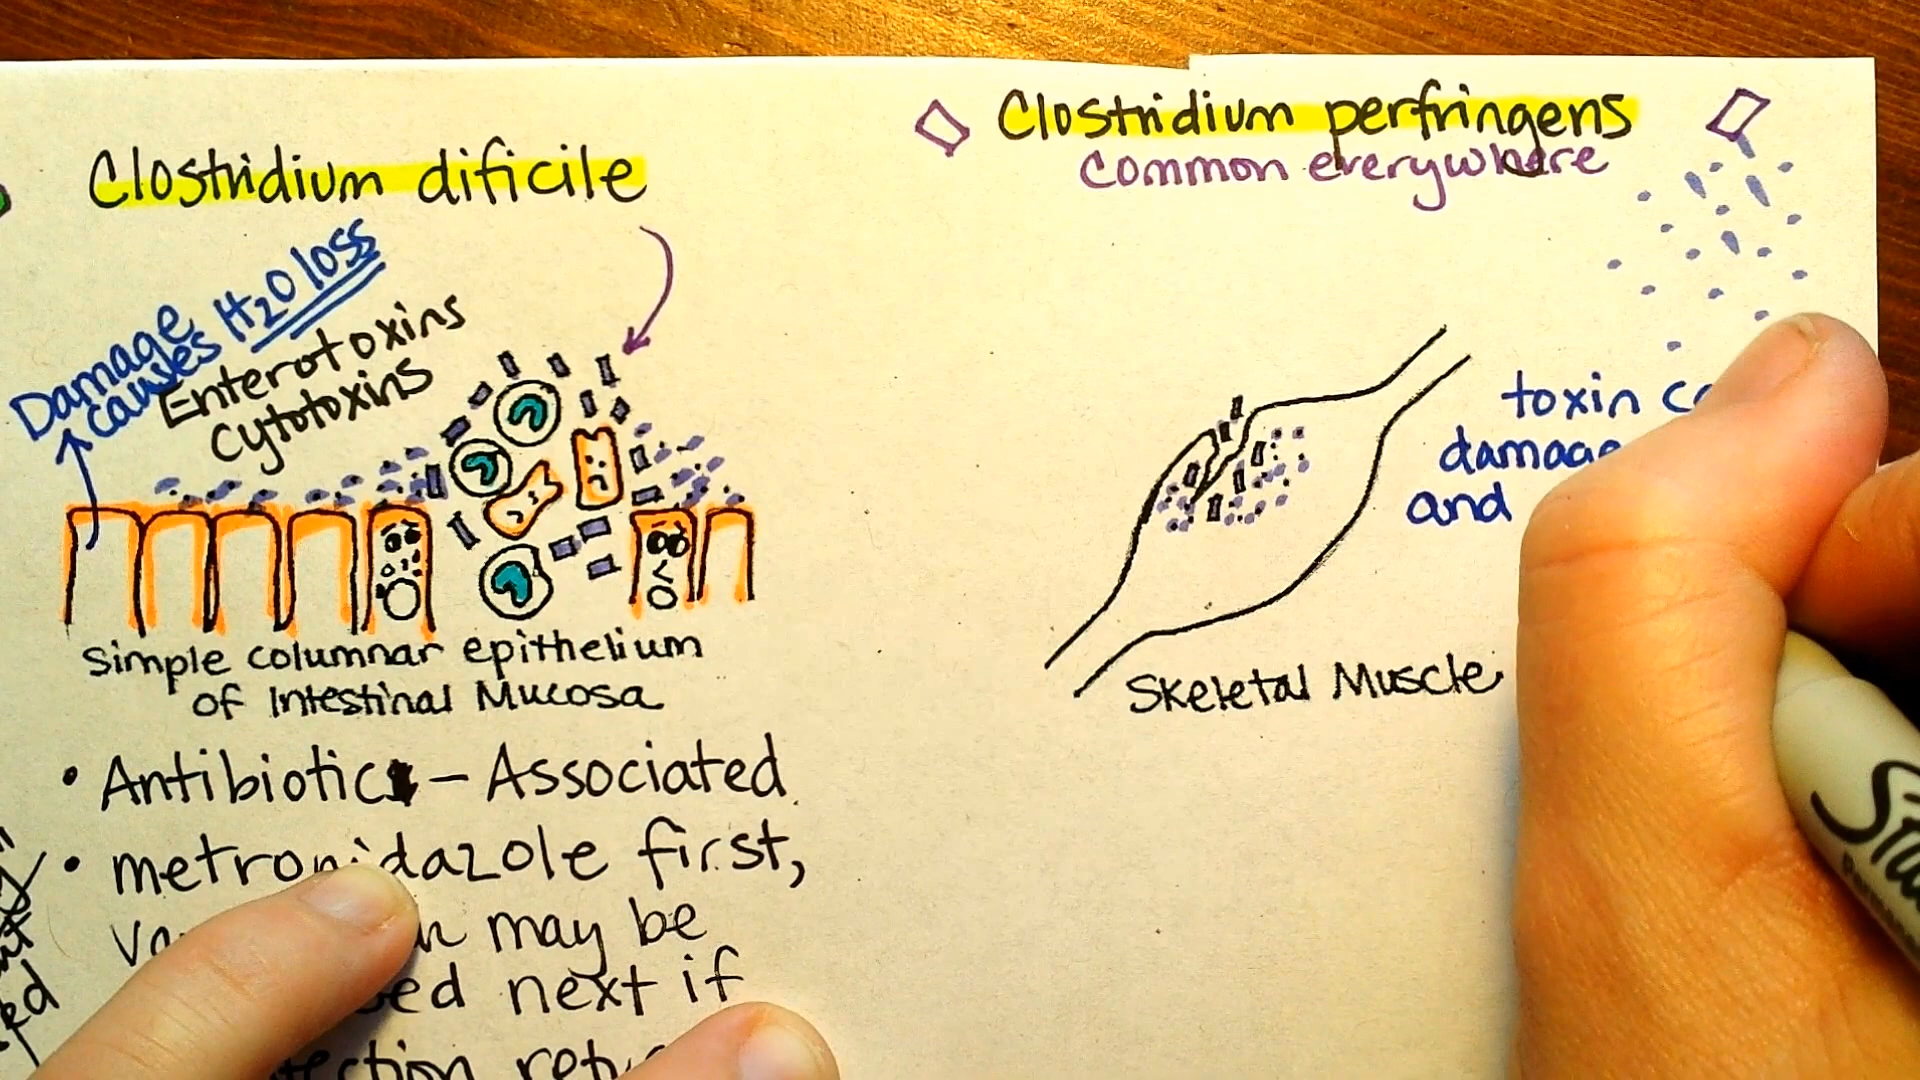 Clostridium dificile
Damage
causes H2O loss
Enterotoxins
Cytotoxins
Simple columnar epithelium
of Intestinal Mucosa
• Antibiotic - Associated
• metronidazole first,
may be
next if
Clostridium perfringens
Common everywhere
toxin
and
Skeletal Muscle